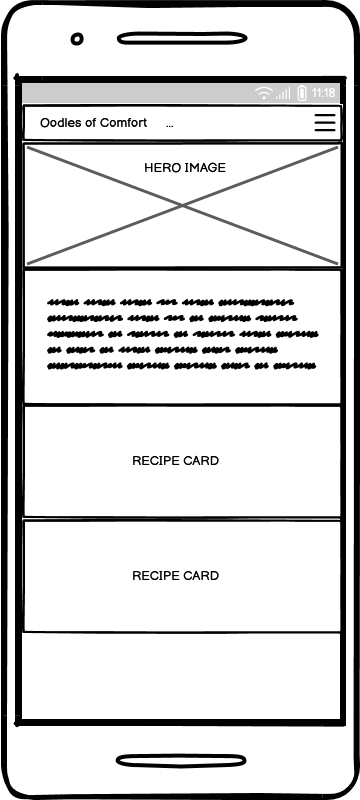 11:18
Oodles of Comfort ...
HERO IMAGE
RECIPE CARD
RECIPE CARD